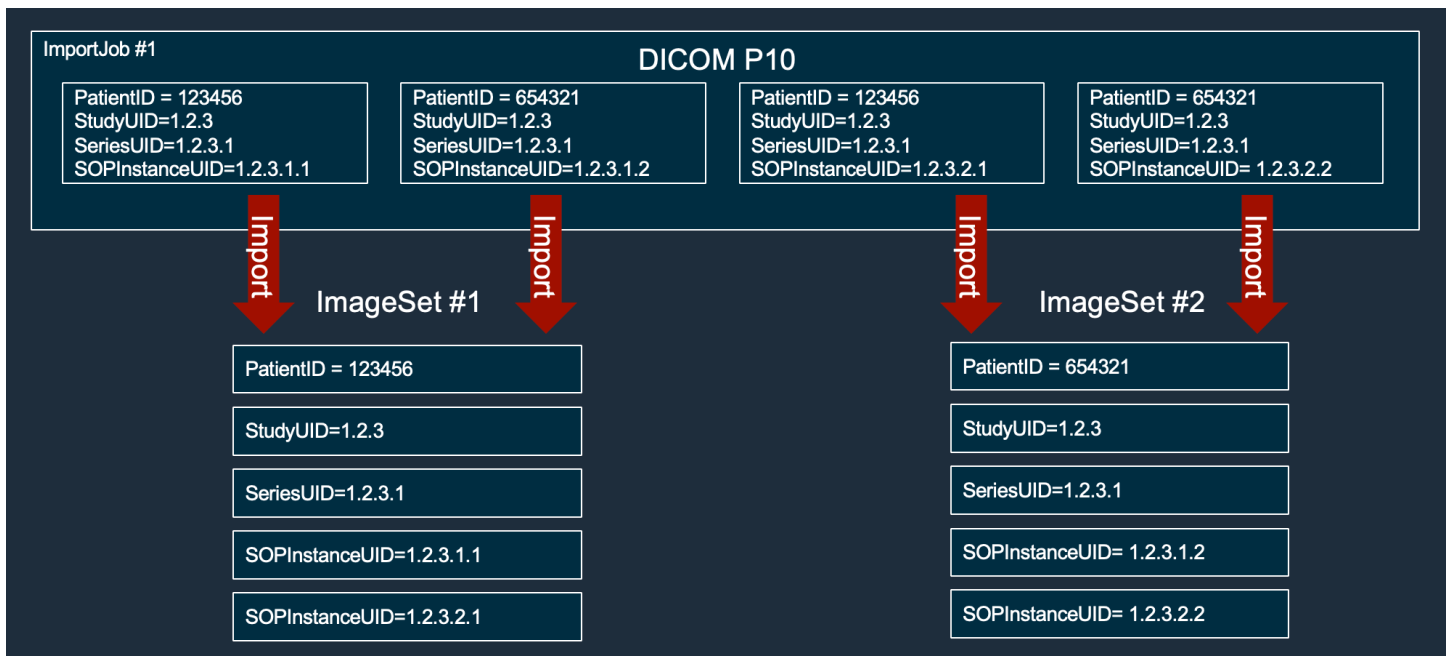 ImportJob #1
DICOM P10
PatientID = 123456
StudyUID=1.2.3
SeriesUID=1.2.3.1
SOPInstanceUID=1.2.3.1.1
PatientID = 654321
StudyUID=1.2.3
SeriesUID=1.2.3.1
SOPInstanceUID=1.2.3.1.2
PatientID = 123456
StudyUID=1.2.3
SeriesUID=1.2.3.1
SOPInstanceUID=1.2.3.2.1
PatientID = 654321
StudyUID=1.2.3
SeriesUID=1.2.3.1
SOPInstanceUID= 1.2.3.2.2
Import
Import
Import
Import
ImageSet #1
PatientID = 123456
StudyUID=1.2.3
SeriesUID=1.2.3.1
SOPInstanceUID=1.2.3.1.1
SOPInstanceUID=1.2.3.2.1
ImageSet #2
PatientID = 654321
StudyUID=1.2.3
SeriesUID=1.2.3.1
SOPInstanceUID= 1.2.3.1.2
SOPInstanceUID= 1.2.3.2.2